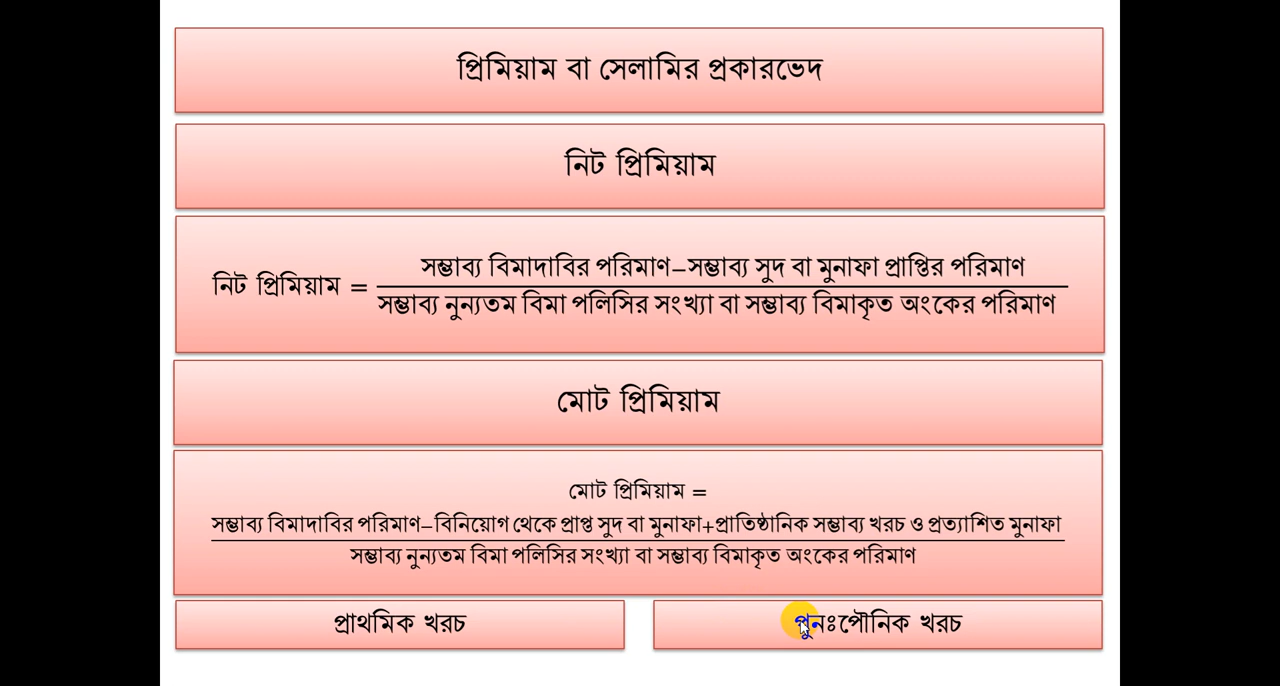 প্রিমিয়াম বা সেলামির প্রকারভেদ
নিট প্রিমিয়াম
নিট প্রিমিয়াম = সম্ভাব্য বিমাদাবির পরিমাণ−সম্ভাব্য সুদ বা মুনাফা প্রাপ্তির পরিমাণ
সম্ভাব্য নুন্যতম বিমা পলিসির সংখ্যা বা সম্ভাব্য বিমাকৃত অংকের পরিমাণ
মোট প্রিমিয়াম
মোট প্রিমিয়াম =
সম্ভাব্য বিমাদাবির পরিমাণ−বিনিয়োগ থেকে প্রাপ্ত সুদ বা মুনাফা+প্রাতিষ্ঠানিক সম্ভাব্য খরচ ও প্রত্যাশিত মুনাফা
সম্ভাব্য নুন্যতম বিমা পলিসির সংখ্যা বা সম্ভাব্য বিমাকৃত অংকের পরিমাণ
প্রাথমিক খরচ
পুনঃপৌনিক খরচ